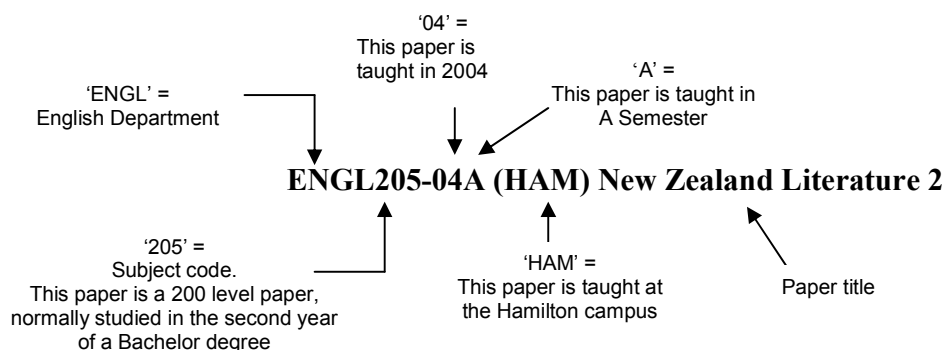 ‘04’ =
This paper is
taught in 2004
‘A’ =
This paper is taught in
A Semester
‘ENGL’ =
English Department
ENGL205-04A (HAM) New Zealand Literature 2
‘205’ =
Subject code.
This paper is a 200 level paper,
normally studied in the second year
of a Bachelor degree
‘HAM’ =
This paper is taught at
the Hamilton campus
Paper title